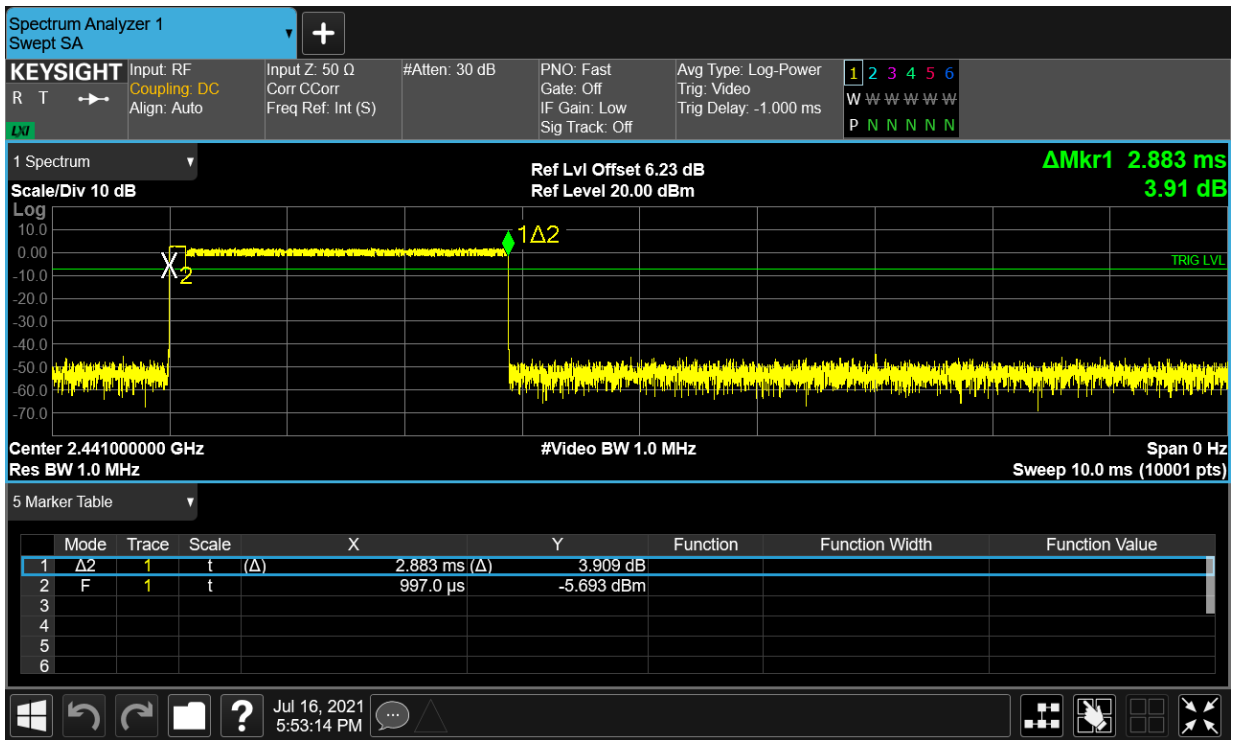 Spectrum Analyzer 1
Swept SA
KEYSIGHT
R T
LXI
Input: RF
Coupling: DC
Align: Auto
Input Z: 50 Ω
Corr CCorr
Freq Ref: Int (S)
#Atten: 30 dB
PNO: Fast
Gate: Off
IF Gain: Low
Sig Track: Off
Avg Type: Log-Power
Trig: Video
Trig Delay: -1.000 ms
1 2 3 4 5 6
W W W W W W
P N N N N N
1 Spectrum
Scale/Div 10 dB
Ref Lvl Offset 6.23 dB
Ref Level 20.00 dBm
ΔMkr1 2.883 ms
3.91 dB
Log
10.0
0.00
-10.0
-20.0
-30.0
-40.0
-50.0
-60.0
-70.0
1Δ2
2
TRIG LVL
Center 2.441000000 GHz
#Video BW 1.0 MHz
Span 0 Hz
Res BW 1.0 MHz
Sweep 10.0 ms (10001 pts)
5 Marker Table
Mode Trace Scale X Y Function Function Width Function Value
1 Δ2 1 t (Δ) 2.883 ms (Δ) 3.909 dB
2 F 1 t 997.0 µs -5.693 dBm
3
4
5
6
?
Jul 16, 2021
5:53:14 PM